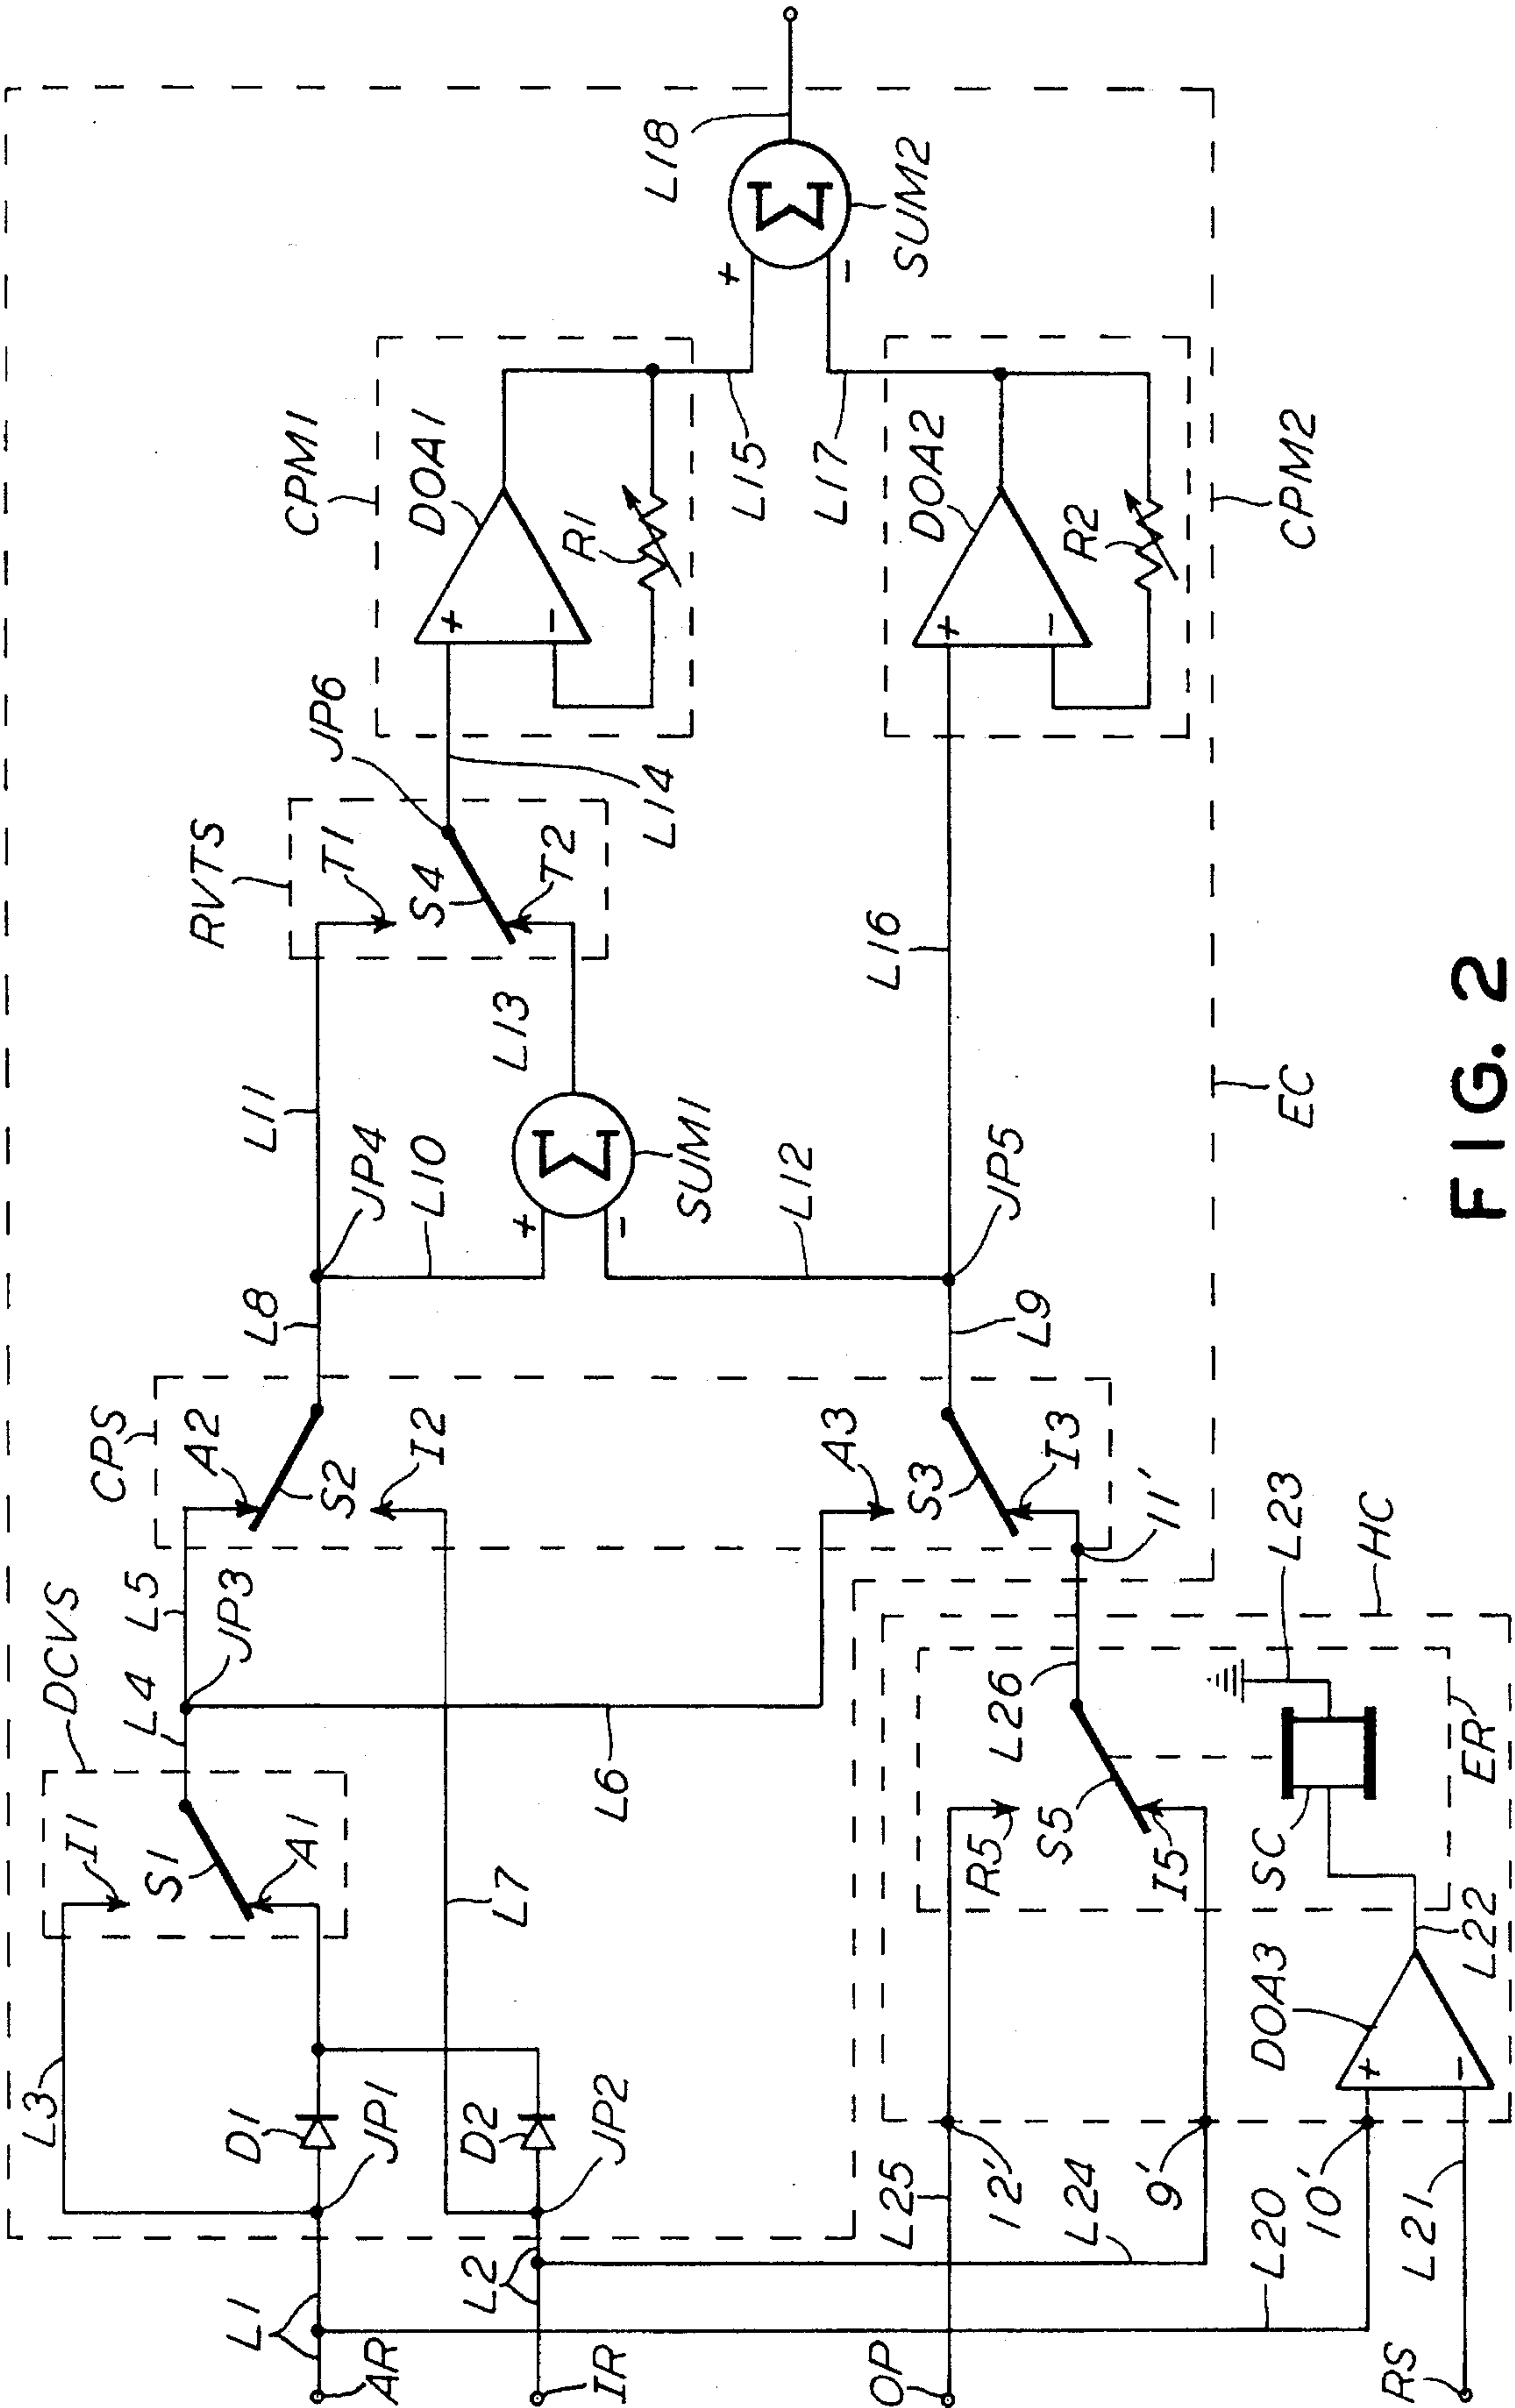 L18
SUM2
+
−
CPM1
DOA1
R1
+
−
L15
L17
DOA2
R2
+
−
CPM2
JP6
L14
RVTS
T1
S4
T2
L13
L16
L11
JP4
L10
SUM1
+
−
L12
JP5
EC
L8
L9
CPS
A2
S2
I2
A3
S3
I3
11'
L23
HC
DCVS
L5
JP3
L4
I1
S1
A1
L6
L7
L26
R5
S5
I5
SC
ER
L22
DOA3
+
−
L3
D1
JP1
D2
JP2
L25
12'
L24
9'
L20
10'
L21
L1
L2
AR
IR
OP
RS
FIG. 2